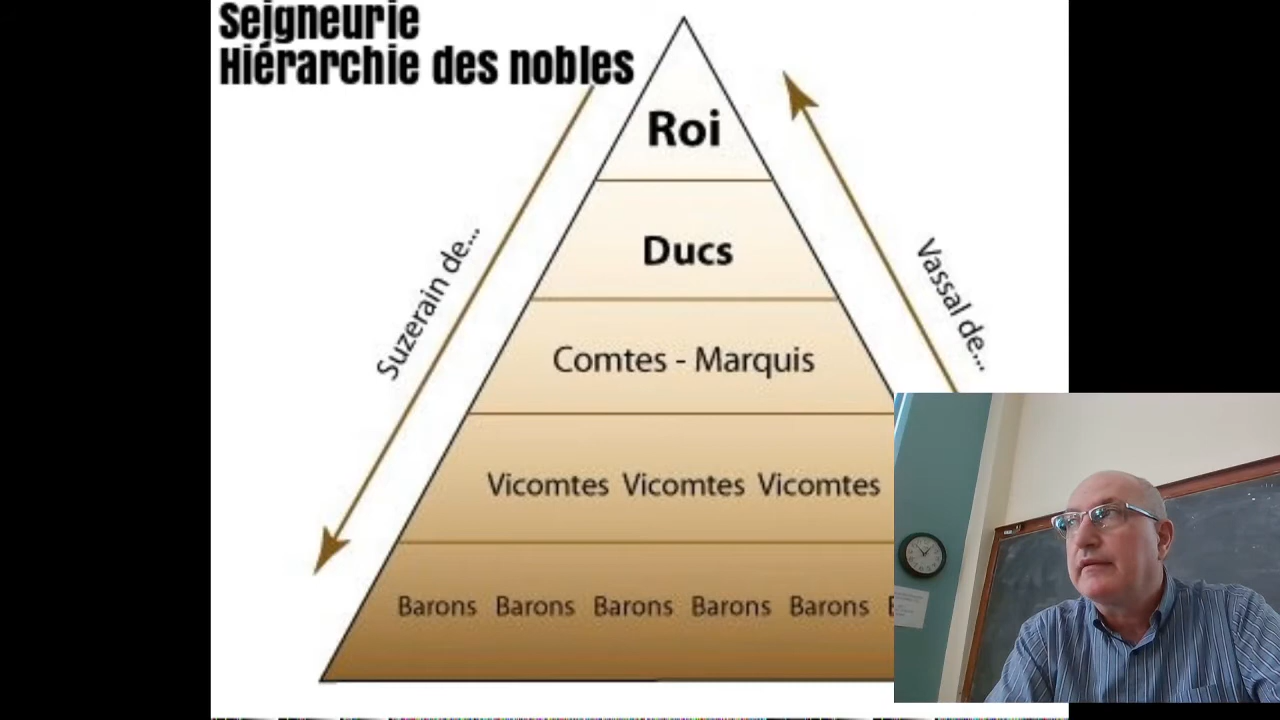 Seigneurie
Hiérarchie des nobles
Roi
Ducs
Suzerain de...
Vassal de...
Comtes - Marquis
Vicomtes Vicomtes Vicomtes
Barons Barons Barons Barons Barons